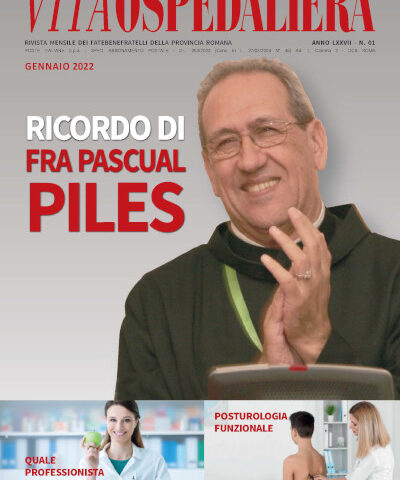 VITA OSPEDALIERA
RIVISTA MENSILE DEI FATEBENEFRATELLI DELLA PROVINCIA ROMANA
ANNO LXXVII - N. 01
GENNAIO 2022
RICORDO DI
FRA PASCUAL
PILES
QUALE
PROFESSIONISTA
POSTUROLOGIA
FUNZIONALE